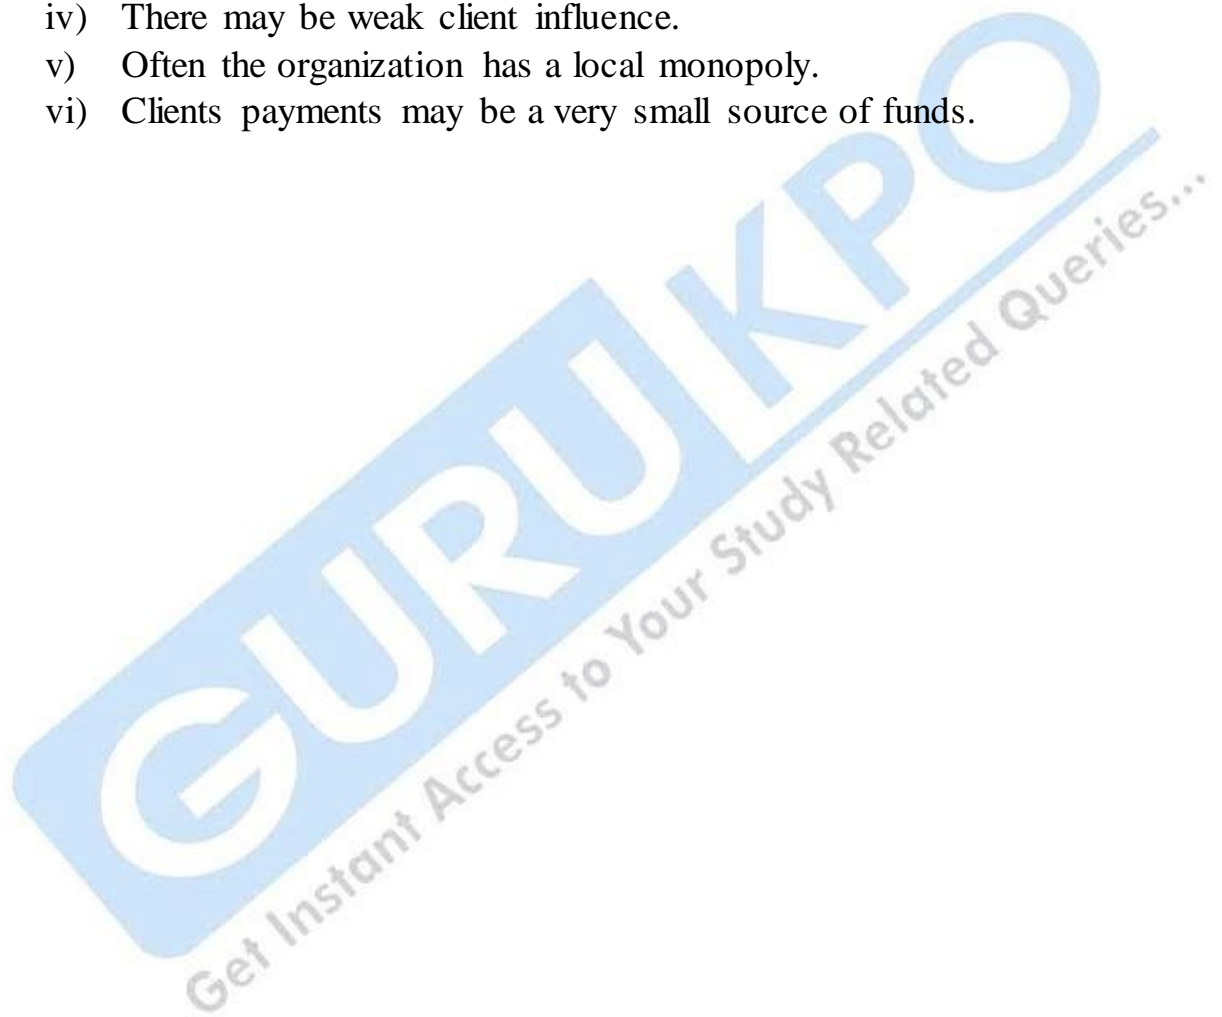 iv) There may be weak client influence.
v) Often the organization has a local monopoly.
vi) Clients payments may be a very small source of funds.
GURUKPO
Get Instant Access to Your Study Related Queries...